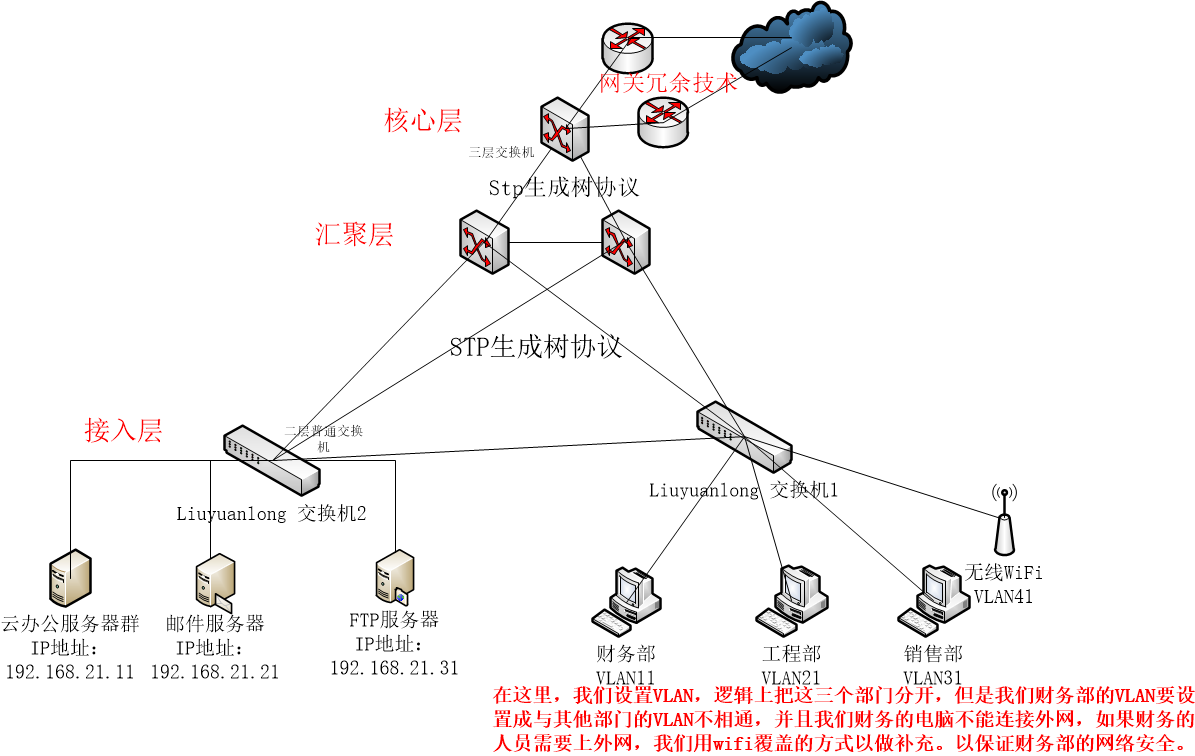 网关冗余技术
核心层
三层交换机
Stp生成树协议
汇聚层
STP生成树协议
接入层
二层普通交换
机
Liuyuanlong 交换机1
Liuyuanlong 交换机2
无线WiFi
VLAN41
云办公服务器群
IP地址:
192.168.21.11
邮件服务器
IP地址:
192.168.21.21
FTP服务器
IP地址:
192.168.21.31
财务部
VLAN11
工程部
VLAN21
销售部
VLAN31
在这里，我们设置VLAN，逻辑上把这三个部门分开，但是我们财务部的VLAN要设
置成与其他部门的VLAN不相通，并且我们财务的电脑不能连接外网，如果财务的
人员需要上外网，我们用wifi覆盖的方式以做补充。以保证财务部的网络安全。